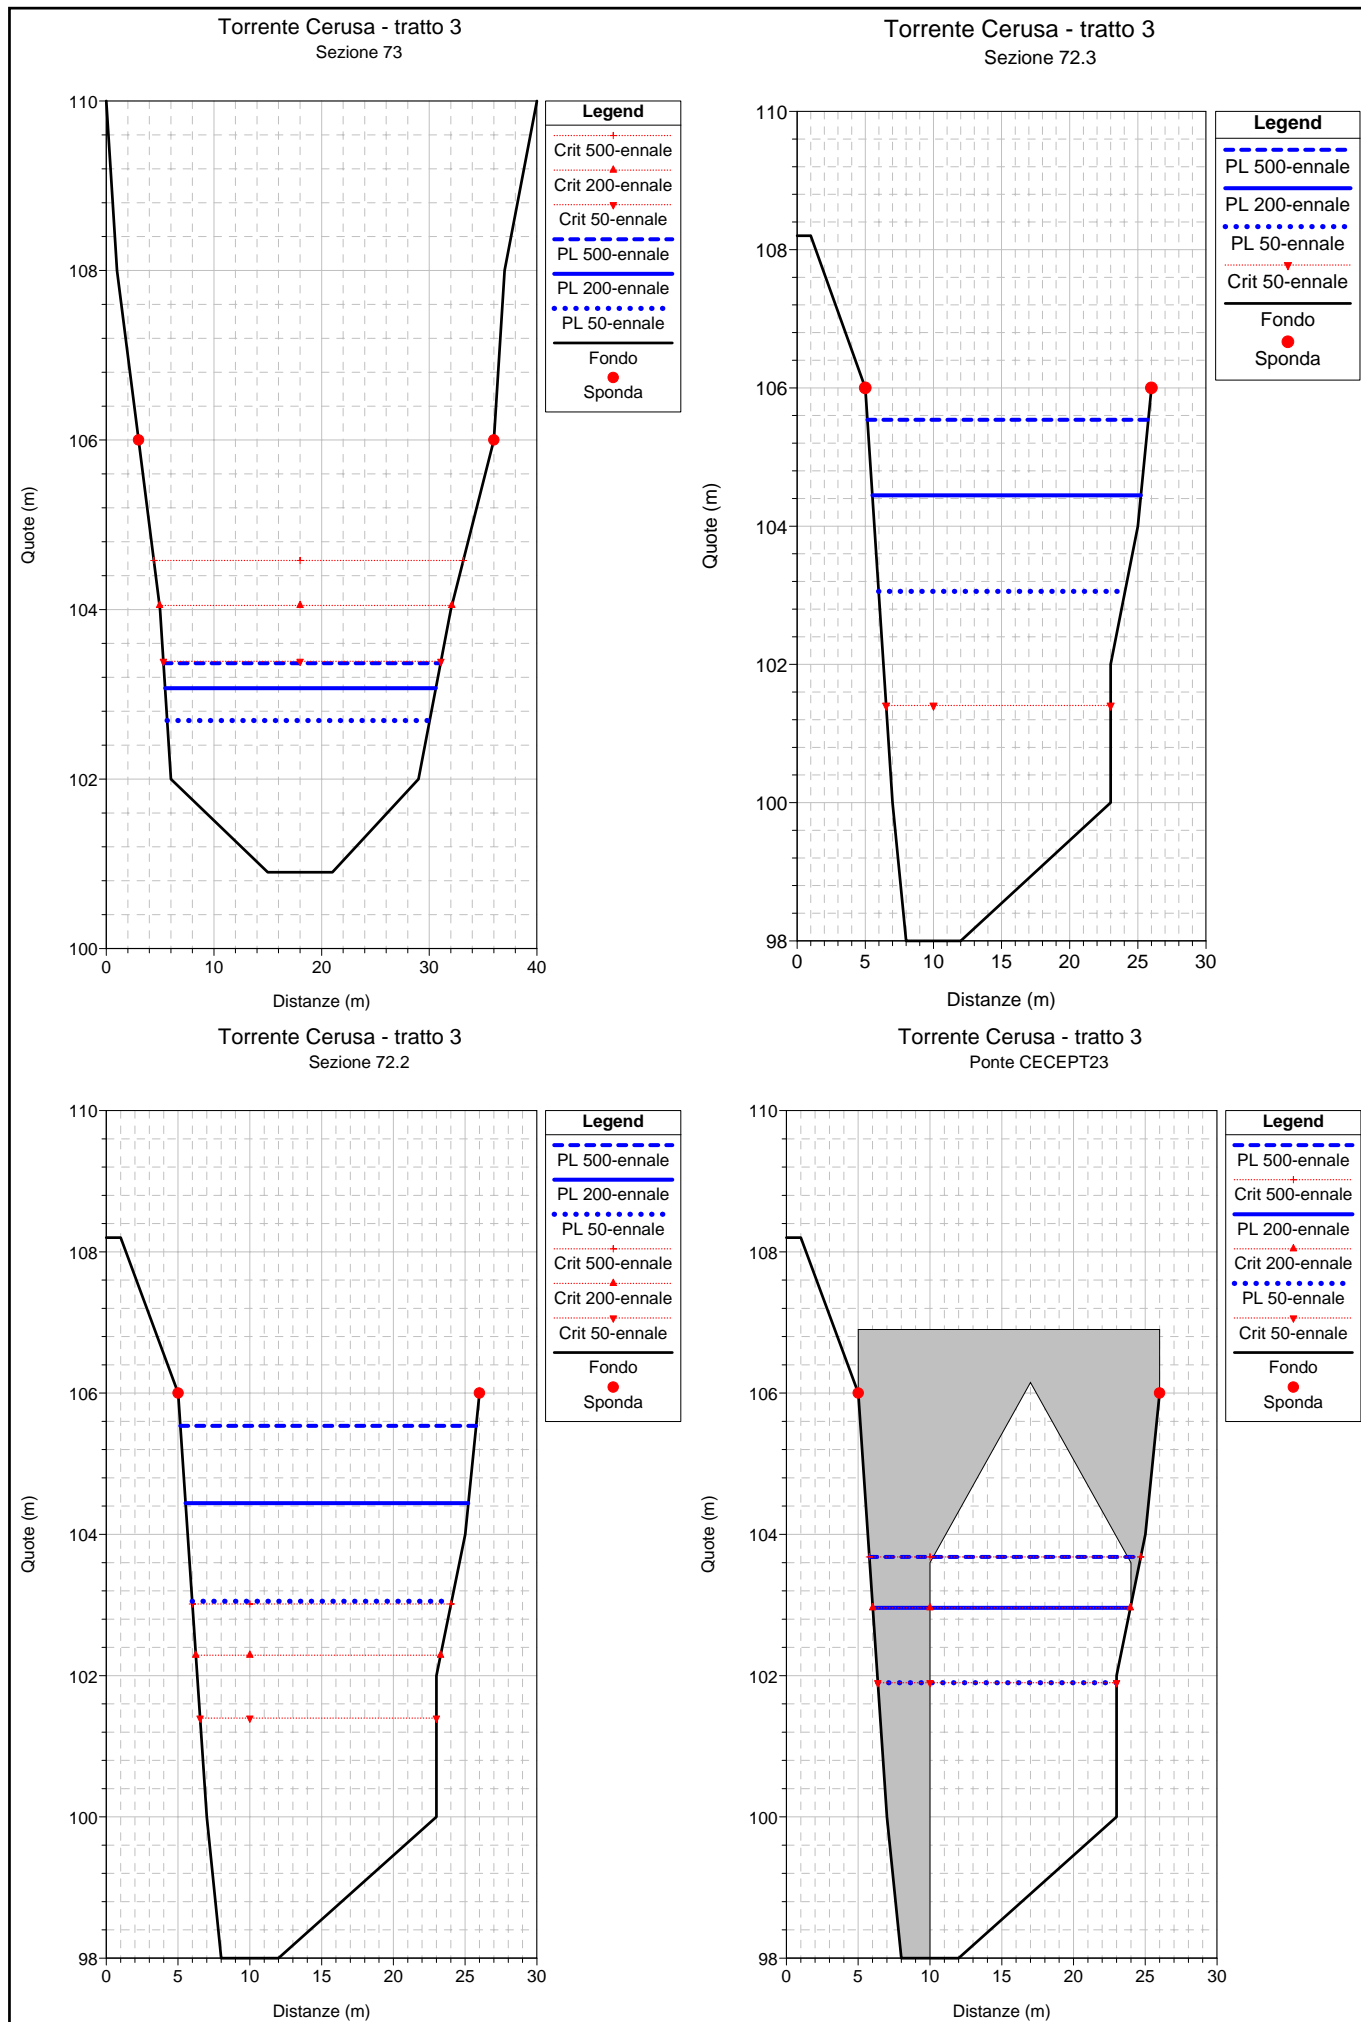 Torrente Cerusa - tratto 3
Sezione 73
110
108
106
104
102
100
0
10
20
30
40
Quote (m)
Distanze (m)
Legend
Crit 500-ennale
Crit 200-ennale
Crit 50-ennale
PL 500-ennale
PL 200-ennale
PL 50-ennale
Fondo
Sponda
Torrente Cerusa - tratto 3
Sezione 72.3
110
108
106
104
102
100
98
0
5
10
15
20
25
30
Quote (m)
Distanze (m)
Legend
PL 500-ennale
PL 200-ennale
PL 50-ennale
Crit 50-ennale
Fondo
Sponda
Torrente Cerusa - tratto 3
Sezione 72.2
110
108
106
104
102
100
98
0
5
10
15
20
25
30
Quote (m)
Distanze (m)
Legend
PL 500-ennale
PL 200-ennale
PL 50-ennale
Crit 500-ennale
Crit 200-ennale
Crit 50-ennale
Fondo
Sponda
Torrente Cerusa - tratto 3
Ponte CECEPT23
110
108
106
104
102
100
98
0
5
10
15
20
25
30
Quote (m)
Distanze (m)
Legend
PL 500-ennale
Crit 500-ennale
PL 200-ennale
Crit 200-ennale
PL 50-ennale
Crit 50-ennale
Fondo
Sponda